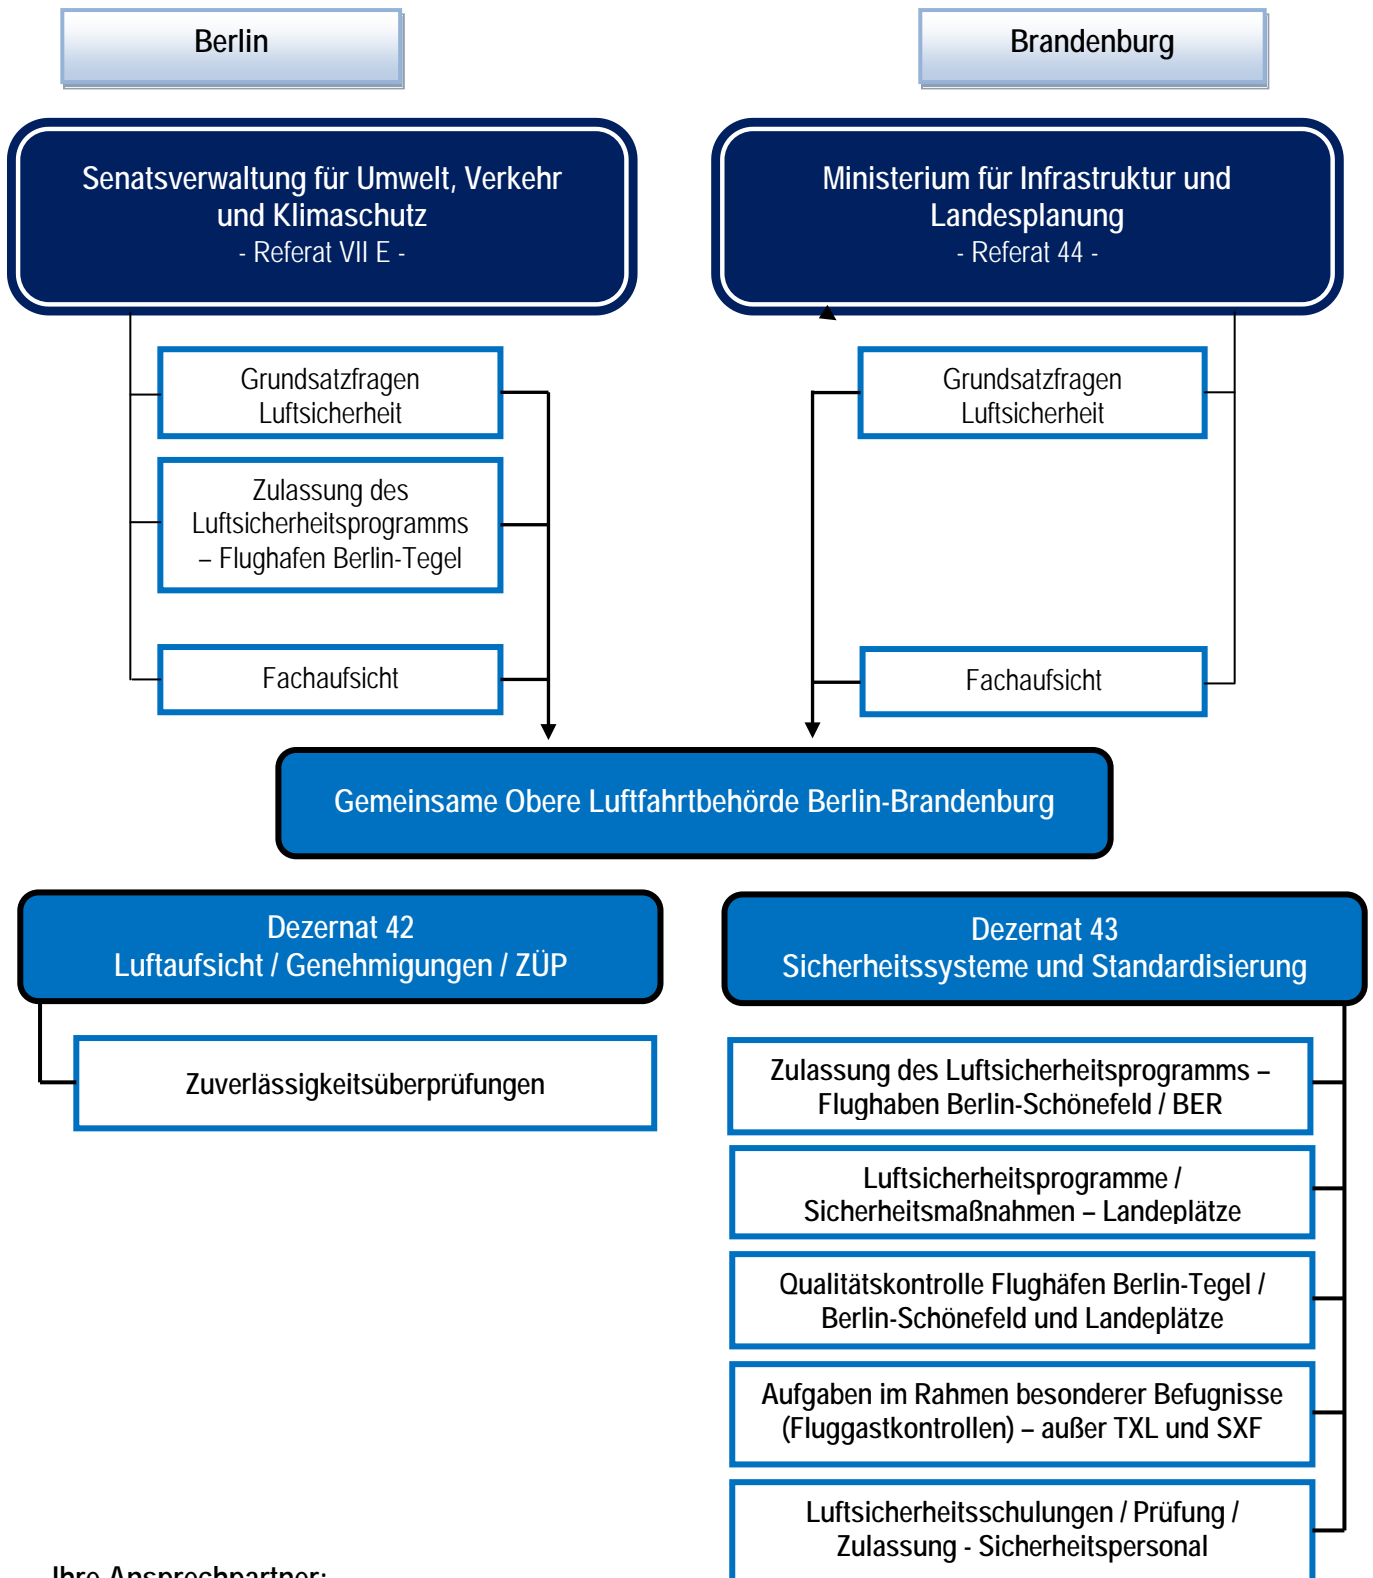 Berlin
Brandenburg
Senatsverwaltung für Umwelt, Verkehr
und Klimaschutz
- Referat VII E -
Ministerium für Infrastruktur und
Landesplanung
- Referat 44 -
Grundsatzfragen
Luftsicherheit
Zulassung des
Luftsicherheitsprogramms
– Flughafen Berlin-Tegel
Fachaufsicht
Grundsatzfragen
Luftsicherheit
Fachaufsicht
Gemeinsame Obere Luftfahrtbehörde Berlin-Brandenburg
Dezernat 42
Luftaufsicht / Genehmigungen / ZÜP
Zuverlässigkeitsüberprüfungen
Dezernat 43
Sicherheitssysteme und Standardisierung
Zulassung des Luftsicherheitsprogramms –
Flughaben Berlin-Schönefeld / BER
Luftsicherheitsprogramme /
Sicherheitsmaßnahmen – Landeplätze
Qualitätskontrolle Flughäfen Berlin-Tegel /
Berlin-Schönefeld und Landeplätze
Aufgaben im Rahmen besonderer Befugnisse
(Fluggastkontrollen) – außer TXL und SXF
Luftsicherheitsschulungen / Prüfung /
Zulassung - Sicherheitspersonal
Ihre Ansprechpartner: